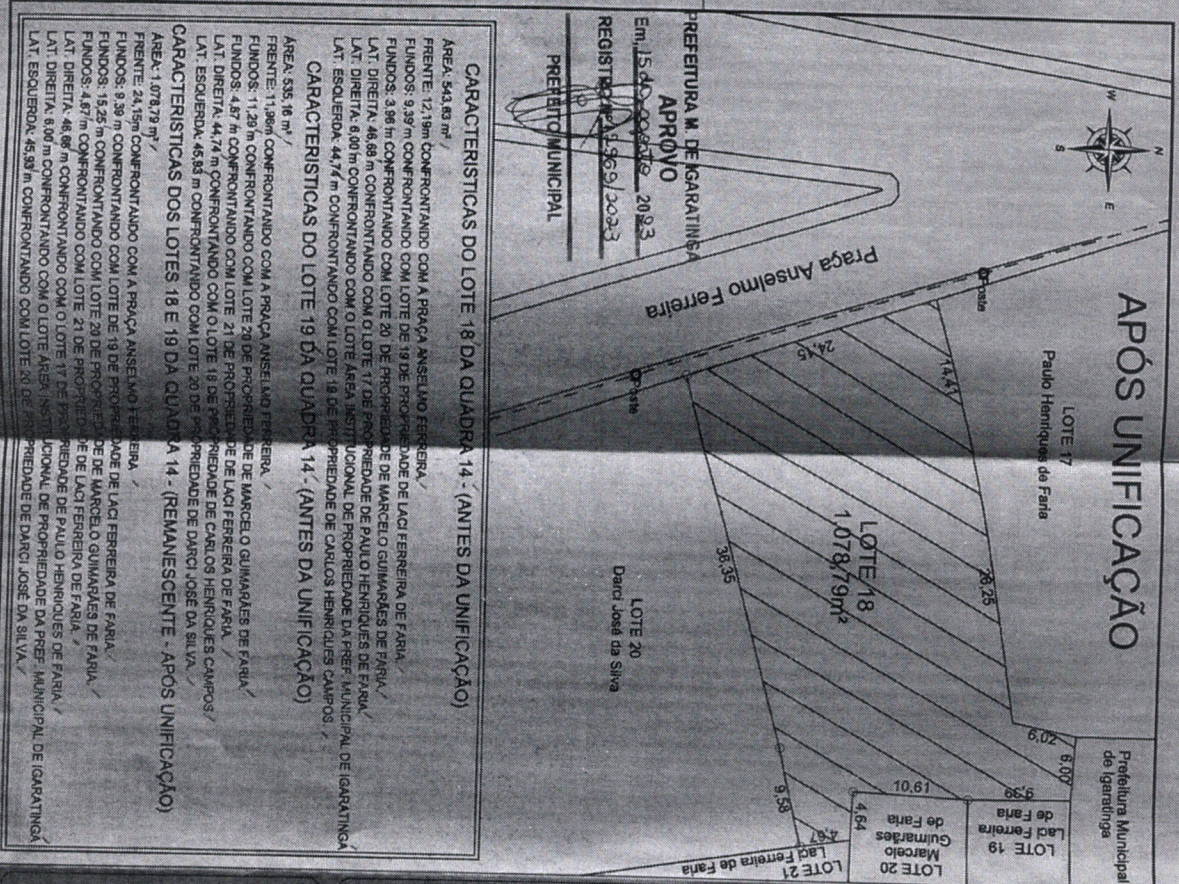 APÓS UNIFICAÇÃO
N
W
E
S
Prefeitura Municipal
de Igaratinga
LOTE 17
Paulo Henriques de Faria
Poste
14,41
26,25
6,02
6,00
9,39
LOTE 19
Laci Ferreira
de Faria
10,61
LOTE 20
Marcelo
Guimarães
de Faria
4,64
4,67
LOTE 21
Laci Ferreira de Faria
24,15
LOTE 18
1.078,79m²
Praça Anselmo Ferreira
Poste
36,35
9,58
LOTE 20
Darci José da Silva
PREFEITURA M. DE IGARATINGA
APROVO
Em, 15 de agosto 2023
REGISTRO Nº 1.969/2023
PREFEITO MUNICIPAL
CARACTERISTICAS DO LOTE 18 DA QUADRA 14 - (ANTES DA UNIFICAÇÃO)
ÁREA: 543,63 m²
FRENTE: 12,19m CONFRONTANDO COM A PRAÇA ANSELMO FERREIRA
FUNDOS: 9,39 m CONFRONTANDO COM LOTE DE 19 DE PROPRIEDADE DE LACI FERREIRA DE FARIA
FUNDOS: 3,96 m CONFRONTANDO COM LOTE 20 DE PROPRIEDADE DE MARCELO GUIMARÃES DE FARIA
LAT. DIREITA: 46,68 m CONFRONTANDO COM O LOTE 17 DE PROPRIEDADE DE PAULO HENRIQUES DE FARIA
LAT. DIREITA: 6,00 m CONFRONTANDO COM O LOTE ÁREA INSTITUCIONAL DE PROPRIEDADE DA PREF. MUNICIPAL DE IGARATINGA
LAT. ESQUERDA: 44,74 m CONFRONTANDO COM LOTE 19 DE PROPRIEDADE DE CARLOS HENRIQUES CAMPOS
CARACTERISTICAS DO LOTE 19 DA QUADRA 14 - (ANTES DA UNIFICAÇÃO)
ÁREA: 535,16 m²
FRENTE: 11,96m CONFRONTANDO COM A PRAÇA ANSELMO FERREIRA
FUNDOS: 11,29 m CONFRONTANDO COM LOTE 20 DE PROPRIEDADE DE MARCELO GUIMARÃES DE FARIA
FUNDOS: 4,67 m CONFRONTANDO COM LOTE 21 DE PROPRIEDADE DE LACI FERREIRA DE FARIA
LAT. DIREITA: 44,74 m CONFRONTANDO COM O LOTE 18 DE PROPRIEDADE DE CARLOS HENRIQUES CAMPOS
LAT. ESQUERDA: 45,93 m CONFRONTANDO COM LOTE 20 DE PROPRIEDADE DE DARCI JOSÉ DA SILVA
CARACTERISTICAS DOS LOTES 18 E 19 DA QUADRA 14 - (REMANESCENTE - APÓS UNIFICAÇÃO)
ÁREA: 1.078,79 m²
FRENTE: 24,15m CONFRONTANDO COM A PRAÇA ANSELMO FERREIRA
FUNDOS: 9,39 m CONFRONTANDO COM LOTE DE 19 DE PROPRIEDADE DE LACI FERREIRA DE FARIA.
FUNDOS: 15,25 m CONFRONTANDO COM LOTE 20 DE PROPRIEDADE DE MARCELO GUIMARÃES DE FARIA.
FUNDOS: 4,67 m CONFRONTANDO COM LOTE 21 DE PROPRIEDADE DE LACI FERREIRA DE FARIA.
LAT. DIREITA: 46,68 m CONFRONTANDO COM O LOTE 17 DE PROPRIEDADE DE PAULO HENRIQUES DE FARIA.
LAT. DIREITA: 6,00 m CONFRONTANDO COM O LOTE ÁREA INSTITUCIONAL DE PROPRIEDADE DA PREF. MUNICIPAL DE IGARATINGA
LAT. ESQUERDA: 45,93 m CONFRONTANDO COM LOTE 20 DE PROPRIEDADE DE DARCI JOSÉ DA SILVA.